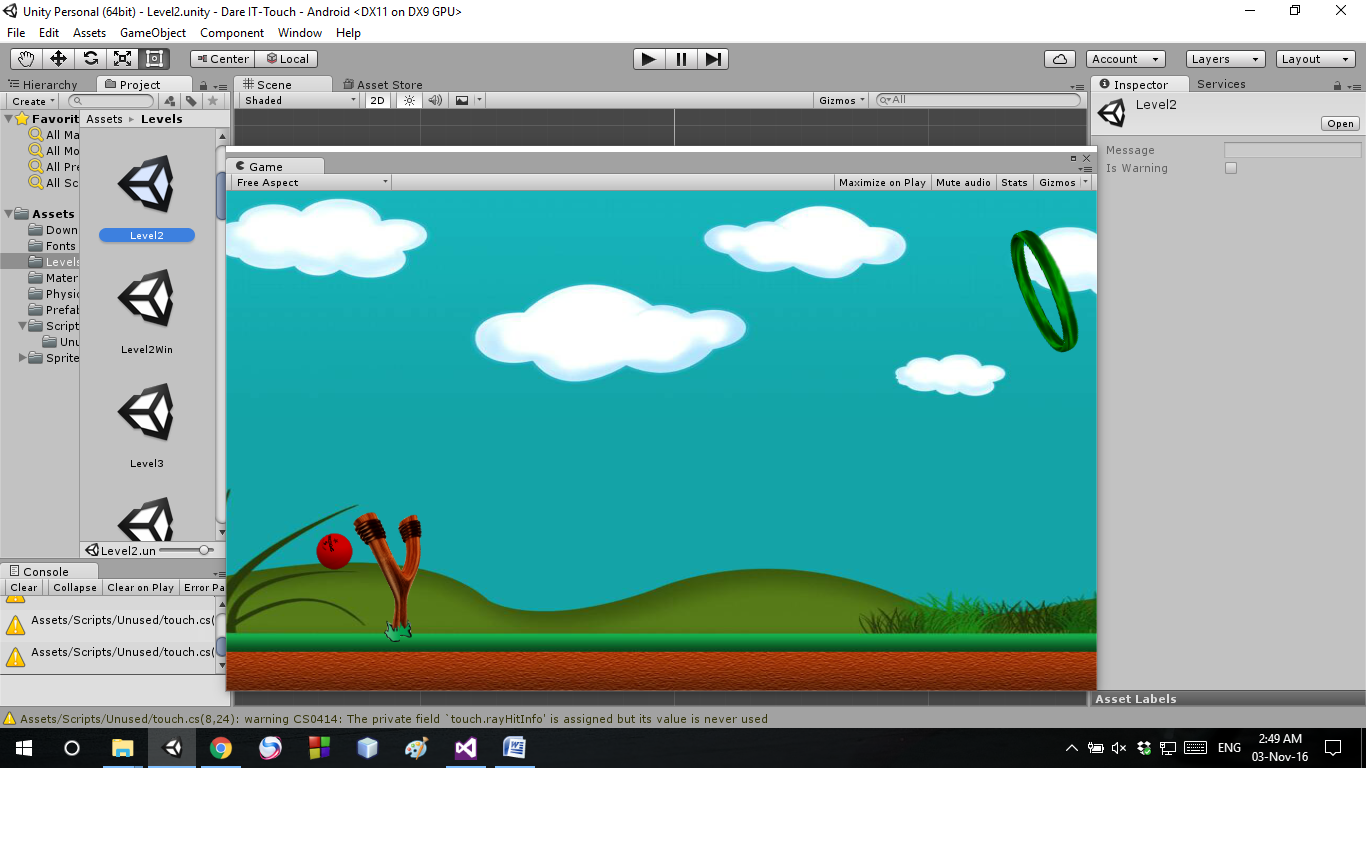 Unity Personal (64bit) - Level2.unity - Dare IT-Touch - Android <DX11 on DX9 GPU>
File Edit Assets GameObject Component Window Help
Center Local Account Layers Layout
Hierarchy Project Scene Asset Store Inspector Services
Create Shaded 2D Gizmos All Level2
Open
Favorit Assets Levels
All Ma
All Mo
All Pre
All Sc
Message
Is Warning
Game
Free Aspect Maximize on Play Mute audio Stats Gizmos
Assets
Down
Fonts
Levels
Mater
Physic
Prefab
Script
Unu
Sprite
Level2
Level2Win
Level3
Level2.un
Console
Clear Collapse Clear on Play Error Pa
Assets/Scripts/Unused/touch.cs(
Assets/Scripts/Unused/touch.cs(
Asset Labels
Assets/Scripts/Unused/touch.cs(8,24): warning CS0414: The private field `touch.rayHitInfo' is assigned but its value is never used
ENG
2:49 AM
03-Nov-16